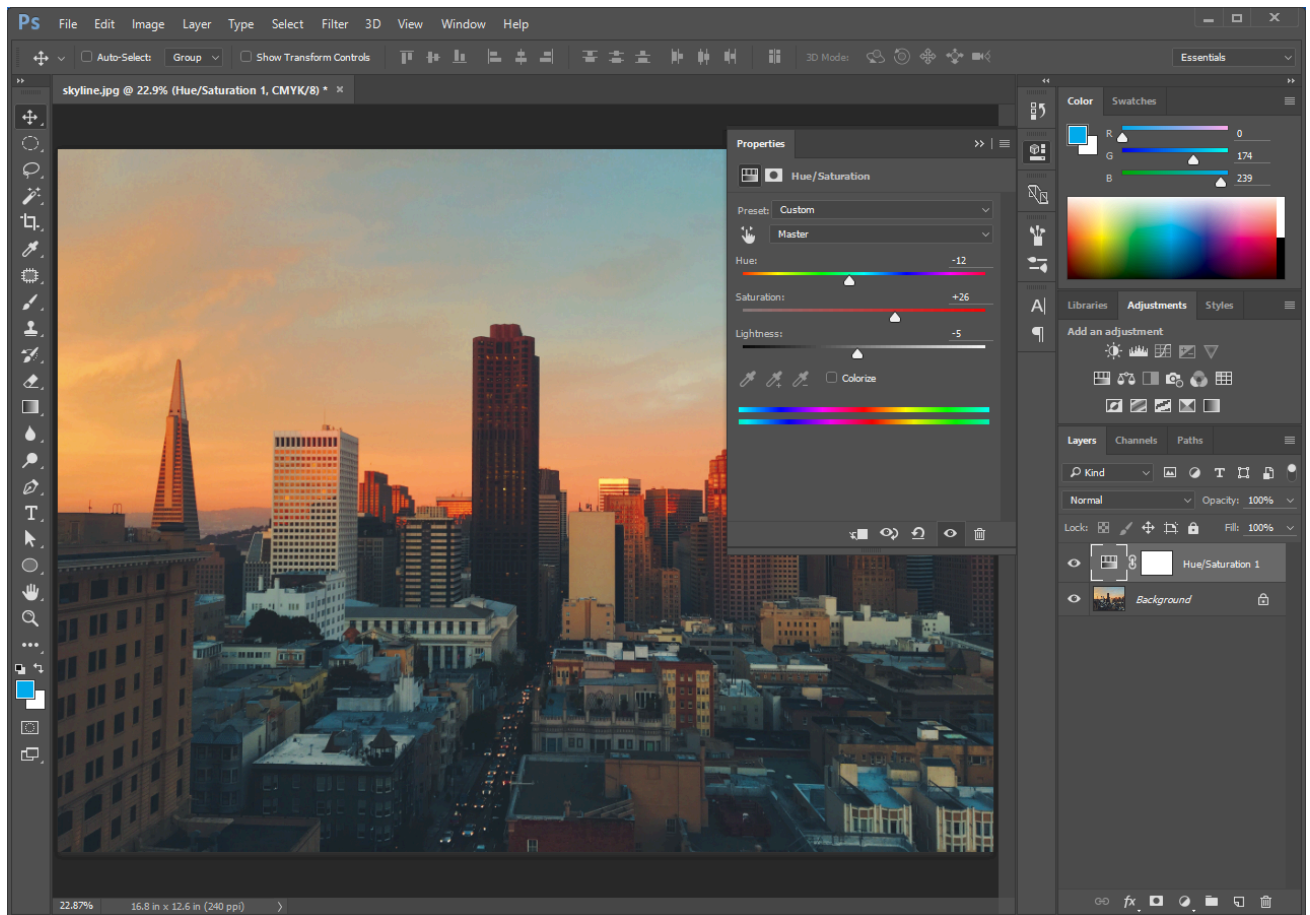 Ps File Edit Image Layer Type Select Filter 3D View Window Help
Auto-Select: Group Show Transform Controls 3D Mode: Essentials
skyline.jpg @ 22.9% (Hue/Saturation 1, CMYK/8) * ×
Properties
Hue/Saturation
Preset: Custom
Master
Hue: -12
Saturation: +26
Lightness: -5
Colorize
Color Swatches
R 0
G 174
B 239
Libraries Adjustments Styles
Add an adjustment
Layers Channels Paths
Kind
Normal Opacity: 100%
Lock: Fill: 100%
Hue/Saturation 1
Background
fx
22.87% 16.8 in x 12.6 in (240 ppi)